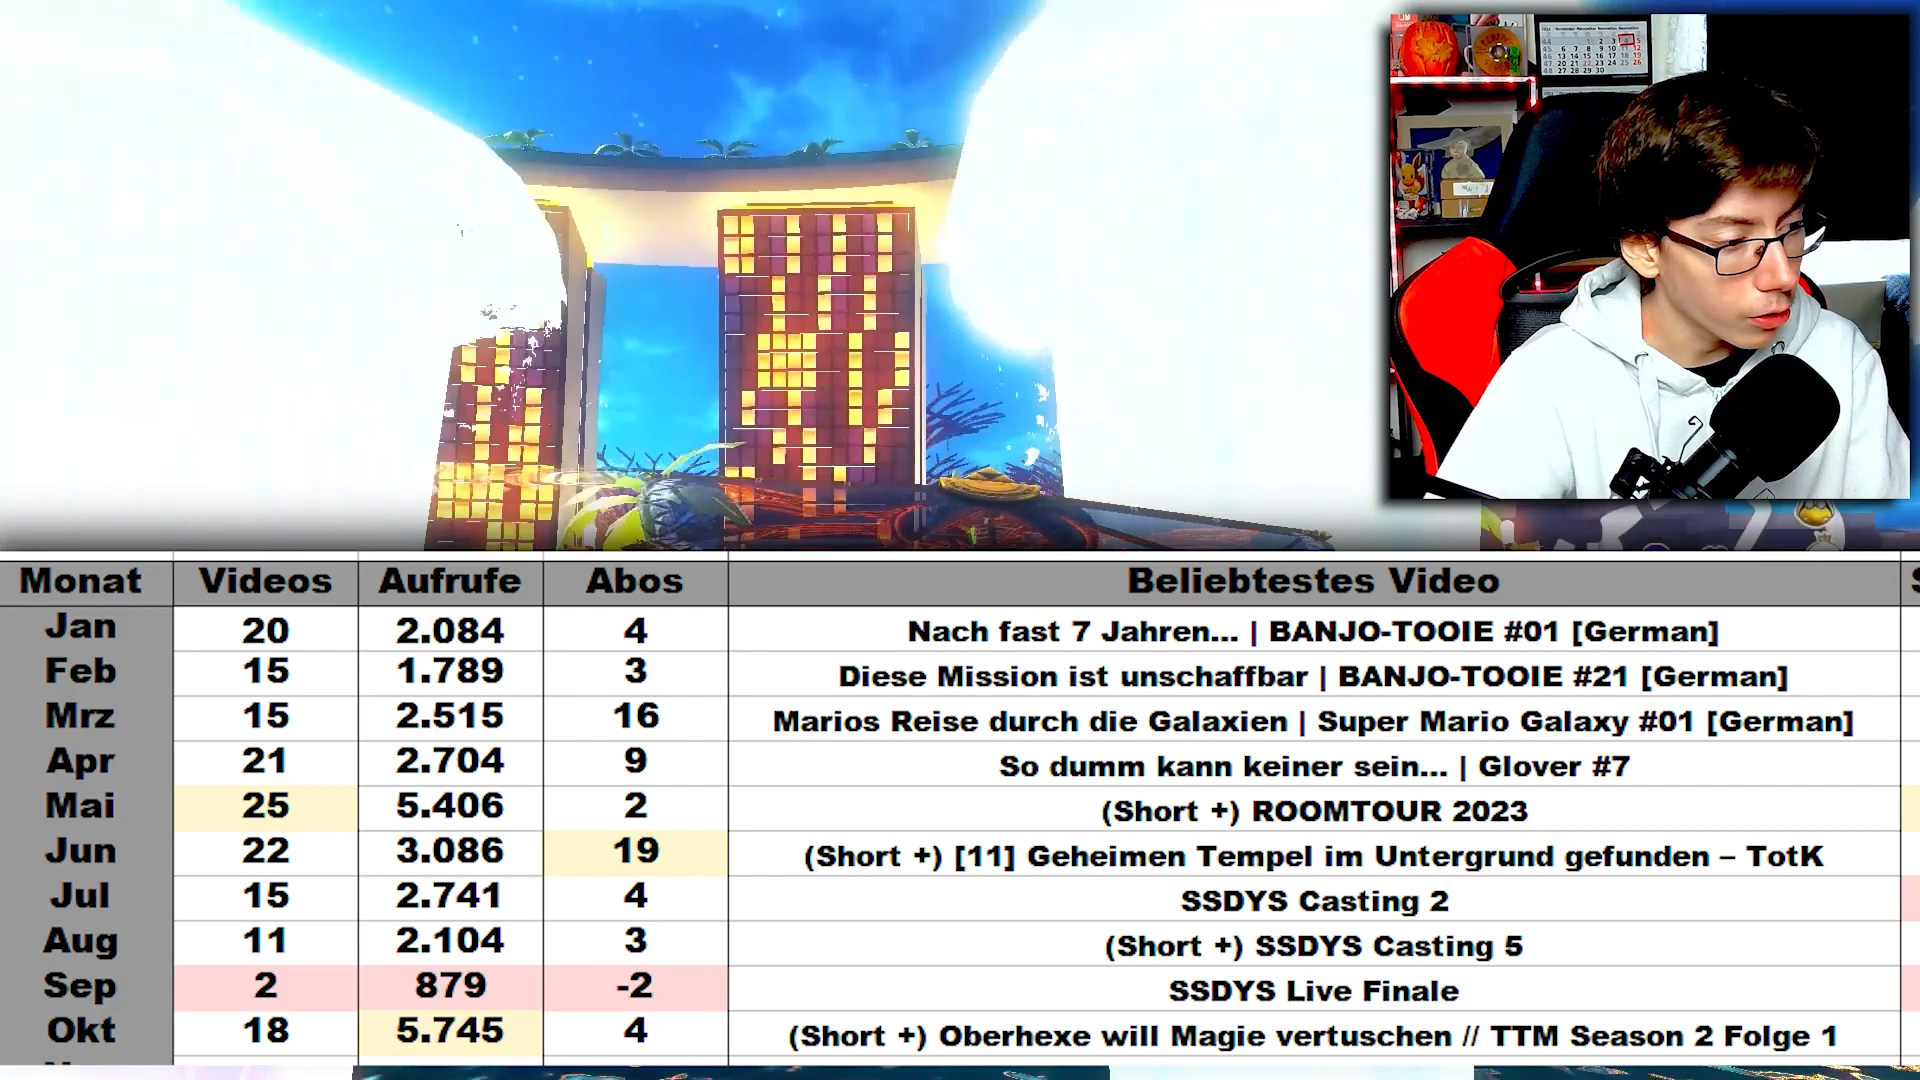 Monat Videos Aufrufe Abos Beliebtestes Video
Jan 20 2.084 4 Nach fast 7 Jahren... | BANJO-TOOIE #01 [German]
Feb 15 1.789 3 Diese Mission ist unschaffbar | BANJO-TOOIE #21 [German]
Mrz 15 2.515 16 Marios Reise durch die Galaxien | Super Mario Galaxy #01 [German]
Apr 21 2.704 9 So dumm kann keiner sein... | Glover #7
Mai 25 5.406 2 (Short +) ROOMTOUR 2023
Jun 22 3.086 19 (Short +) [11] Geheimen Tempel im Untergrund gefunden – TotK
Jul 15 2.741 4 SSDYS Casting 2
Aug 11 2.104 3 (Short +) SSDYS Casting 5
Sep 2 879 -2 SSDYS Live Finale
Okt 18 5.745 4 (Short +) Oberhexe will Magie vertuschen // TTM Season 2 Folge 1